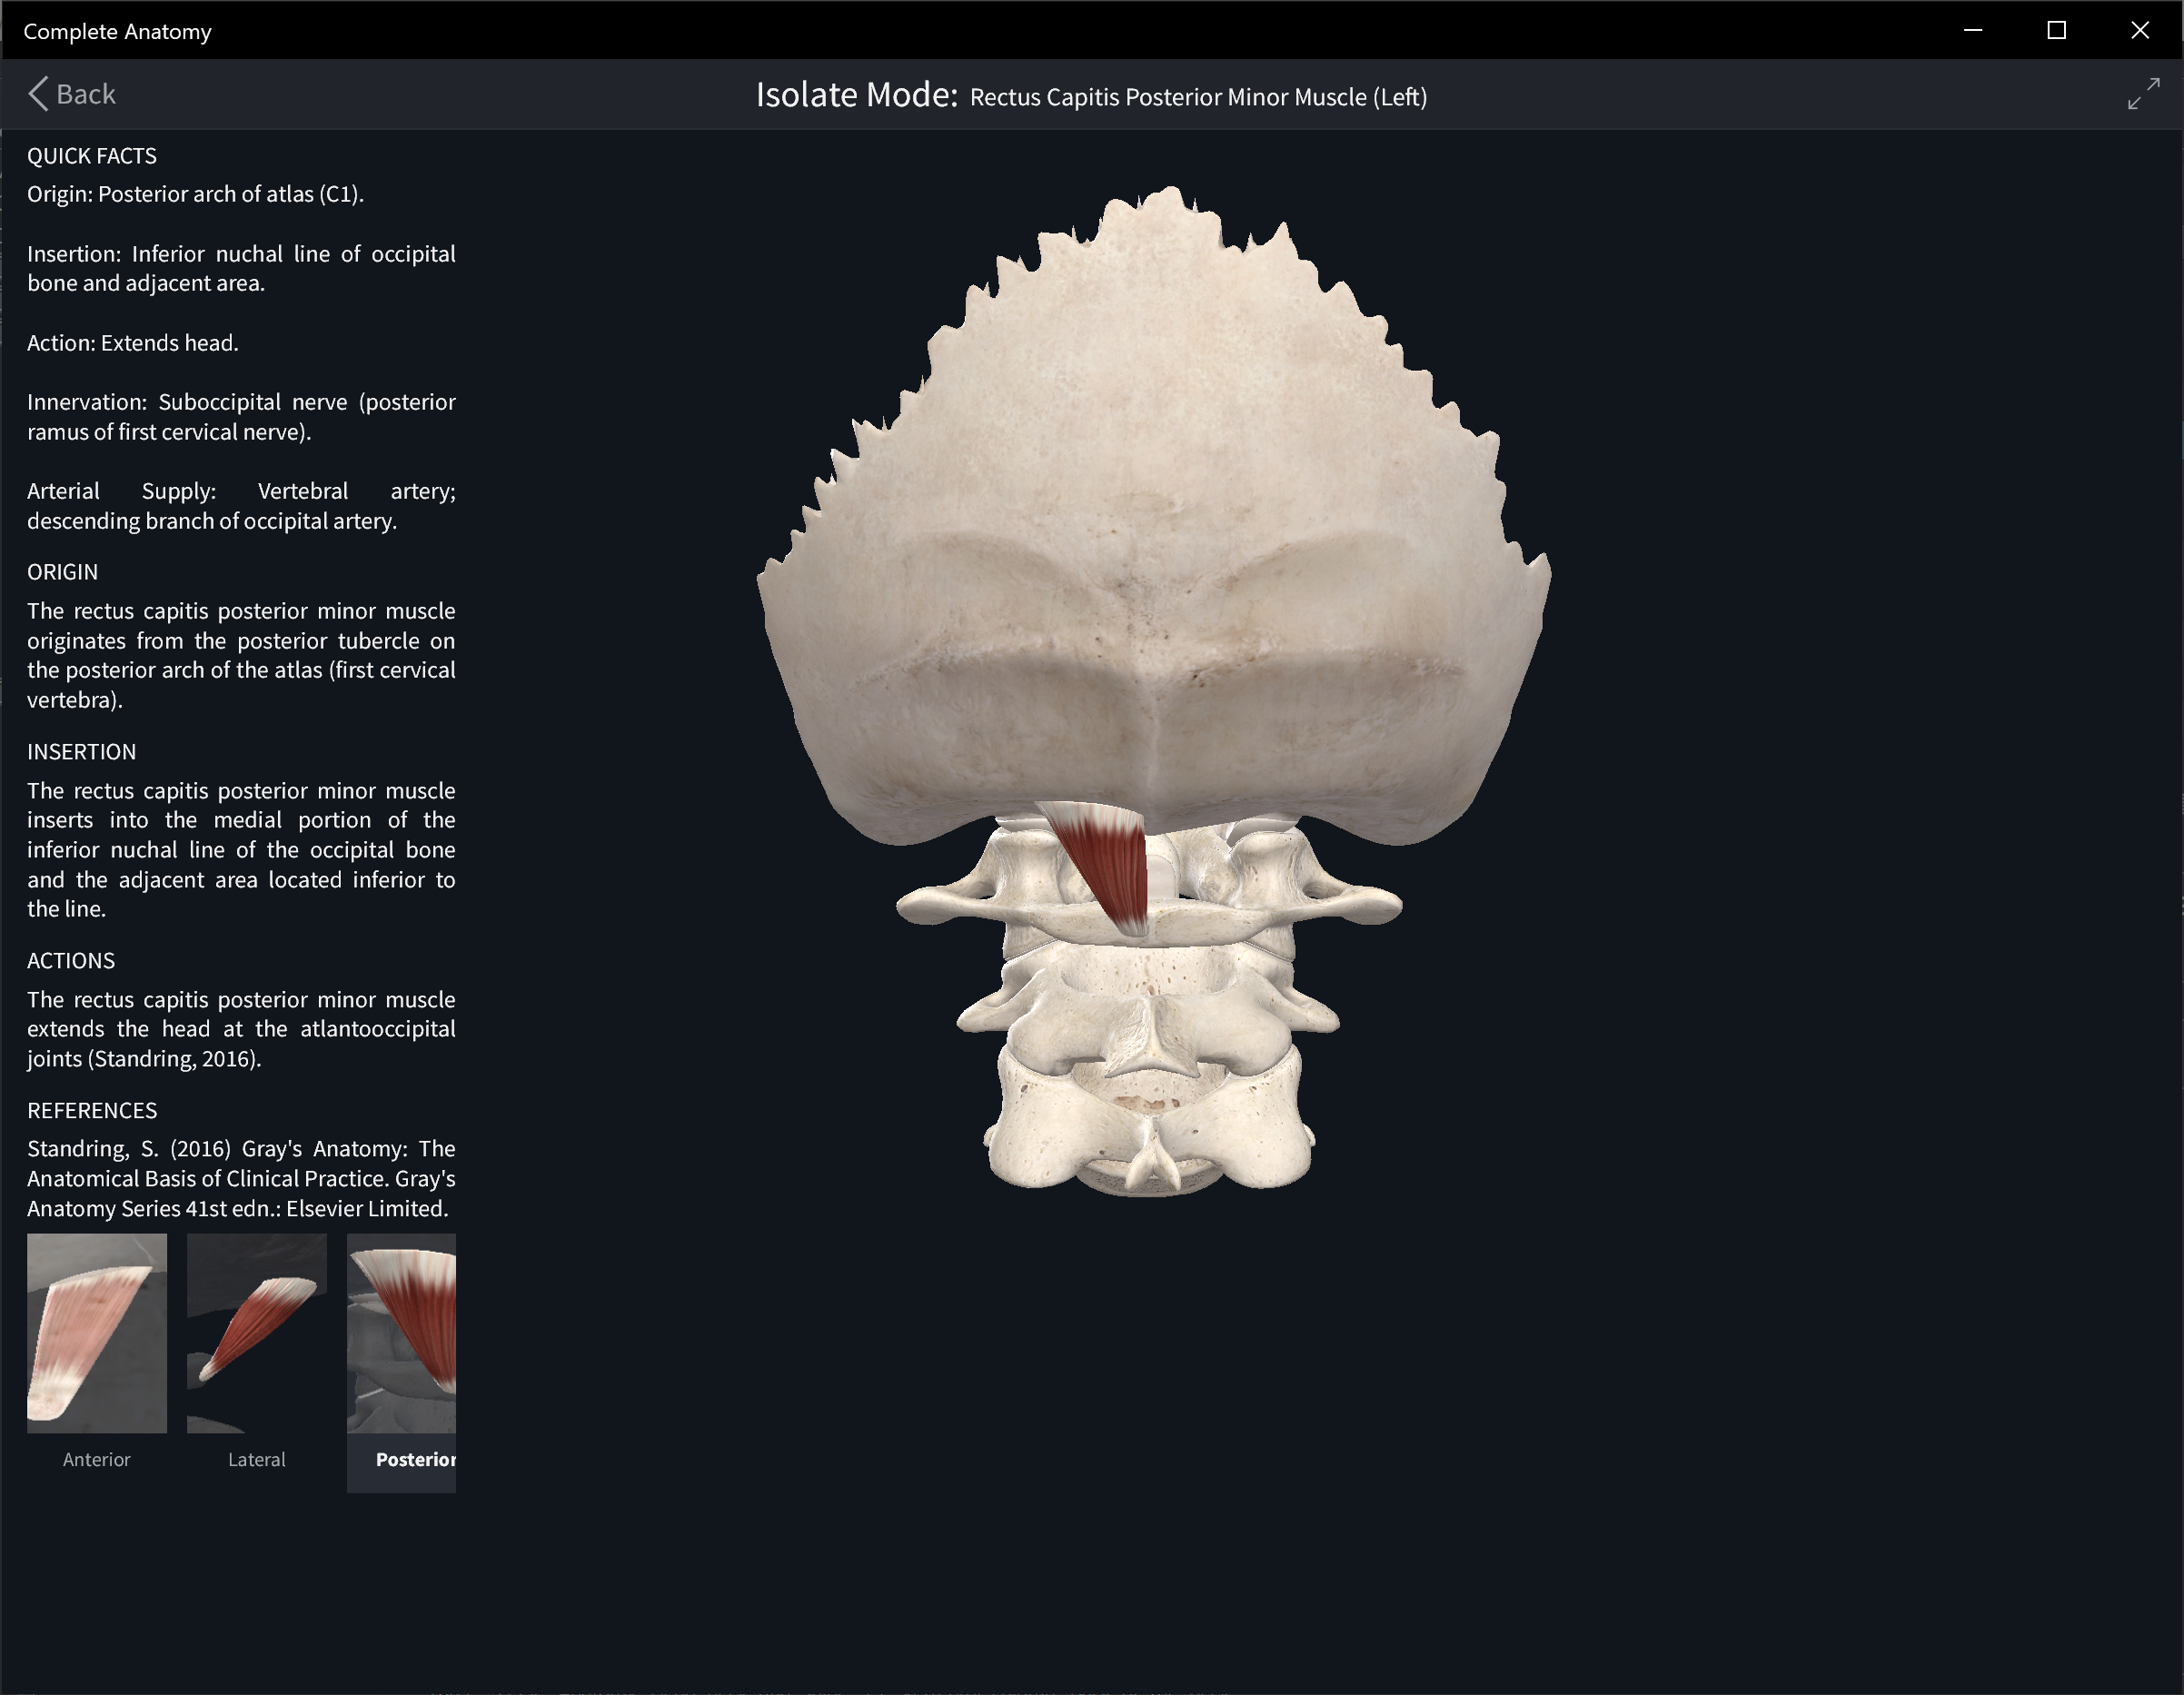 Complete Anatomy
Back
Isolate Mode: Rectus Capitis Posterior Minor Muscle (Left)
QUICK FACTS
Origin: Posterior arch of atlas (C1).
Insertion: Inferior nuchal line of occipital
bone and adjacent area.
Action: Extends head.
Innervation: Suboccipital nerve (posterior
ramus of first cervical nerve).
Arterial Supply: Vertebral artery;
descending branch of occipital artery.
ORIGIN
The rectus capitis posterior minor muscle
originates from the posterior tubercle on
the posterior arch of the atlas (first cervical
vertebra).
INSERTION
The rectus capitis posterior minor muscle
inserts into the medial portion of the
inferior nuchal line of the occipital bone
and the adjacent area located inferior to
the line.
ACTIONS
The rectus capitis posterior minor muscle
extends the head at the atlantooccipital
joints (Standring, 2016).
REFERENCES
Standring, S. (2016) Gray's Anatomy: The
Anatomical Basis of Clinical Practice. Gray's
Anatomy Series 41st edn.: Elsevier Limited.
Anterior
Lateral
Posterior